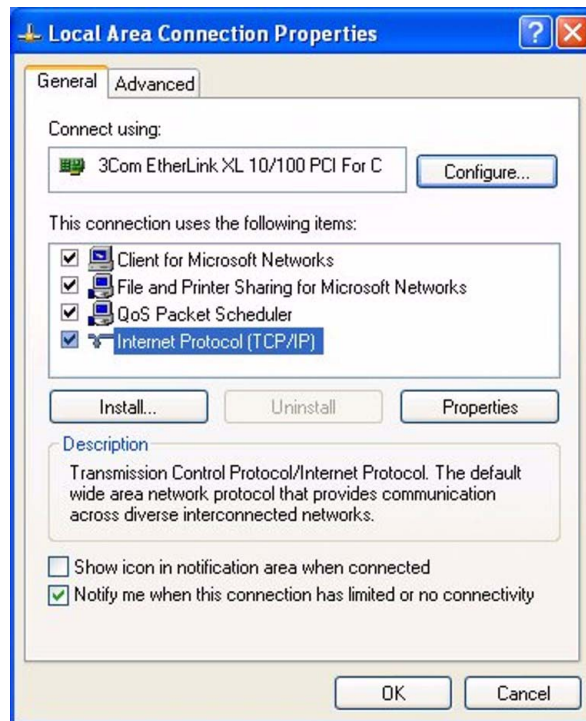 Local Area Connection Properties
General
Advanced
Connect using:
3Com EtherLink XL 10/100 PCI For C
Configure...
This connection uses the following items:
Client for Microsoft Networks
File and Printer Sharing for Microsoft Networks
QoS Packet Scheduler
Internet Protocol (TCP/IP)
Install...
Uninstall
Properties
Description
Transmission Control Protocol/Internet Protocol. The default
wide area network protocol that provides communication
across diverse interconnected networks.
Show icon in notification area when connected
Notify me when this connection has limited or no connectivity
OK
Cancel